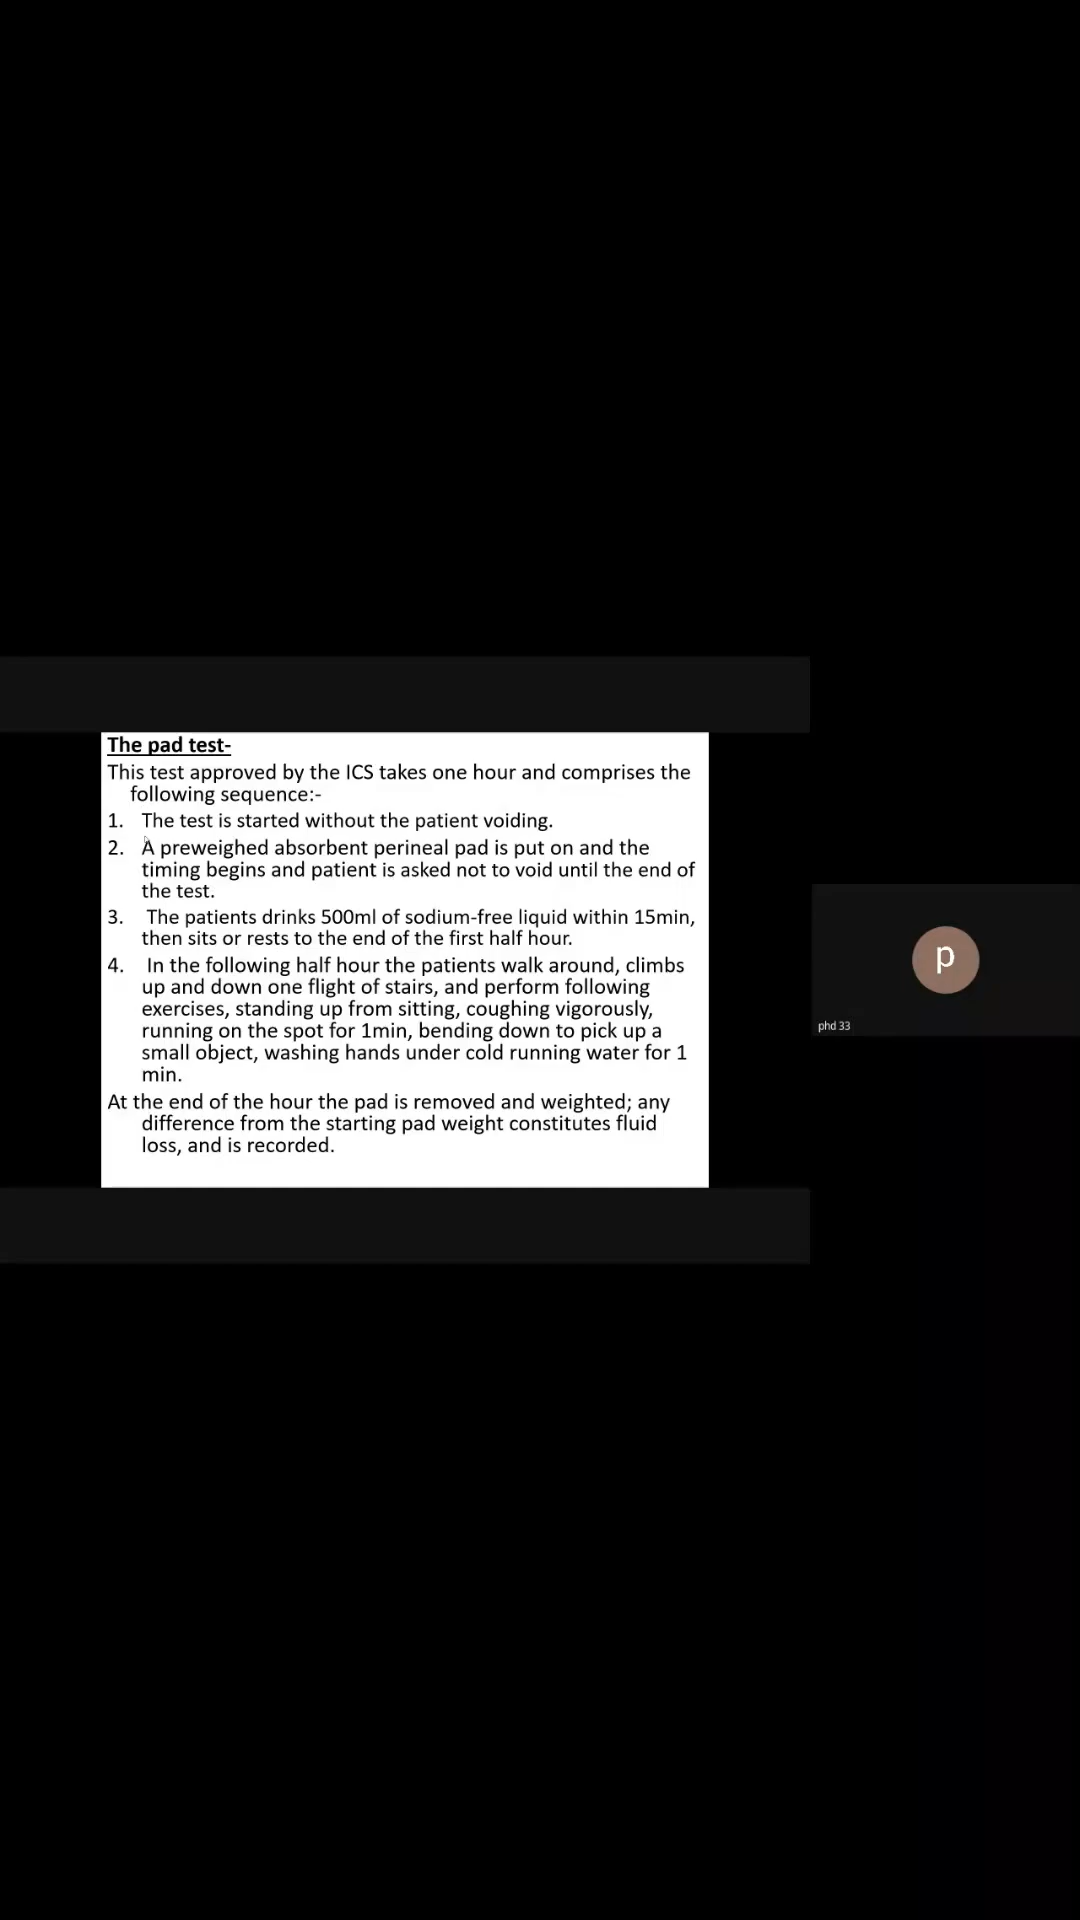 The pad test-
This test approved by the ICS takes one hour and comprises the
following sequence:-
1. The test is started without the patient voiding.
2. A preweighed absorbent perineal pad is put on and the
timing begins and patient is asked not to void until the end of
the test.
3. The patients drinks 500ml of sodium-free liquid within 15min,
then sits or rests to the end of the first half hour.
4. In the following half hour the patients walk around, climbs
up and down one flight of stairs, and perform following
exercises, standing up from sitting, coughing vigorously,
running on the spot for 1min, bending down to pick up a
small object, washing hands under cold running water for 1
min.
At the end of the hour the pad is removed and weighted; any
difference from the starting pad weight constitutes fluid
loss, and is recorded.
p
phd 33